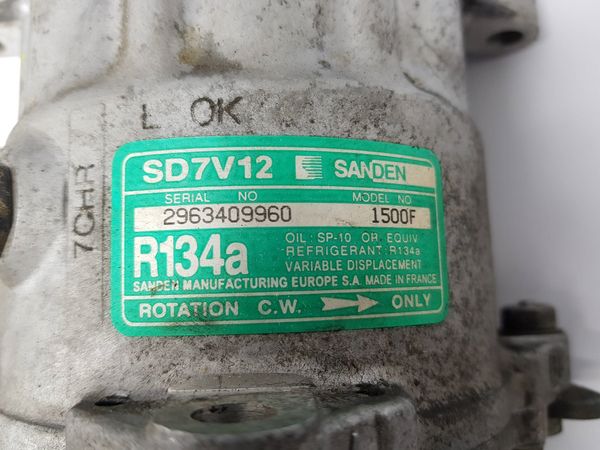 L OK
7CHR
SD7V12 SANDEN
SERIAL NO MODEL NO
2963409960 1500F
R134a
OIL: SP-10 OR EQUIV
REFRIGERANT: R134a
VARIABLE DISPLACEMENT
SANDEN MANUFACTURING EUROPE S.A. MADE IN FRANCE
ROTATION C.W. ONLY